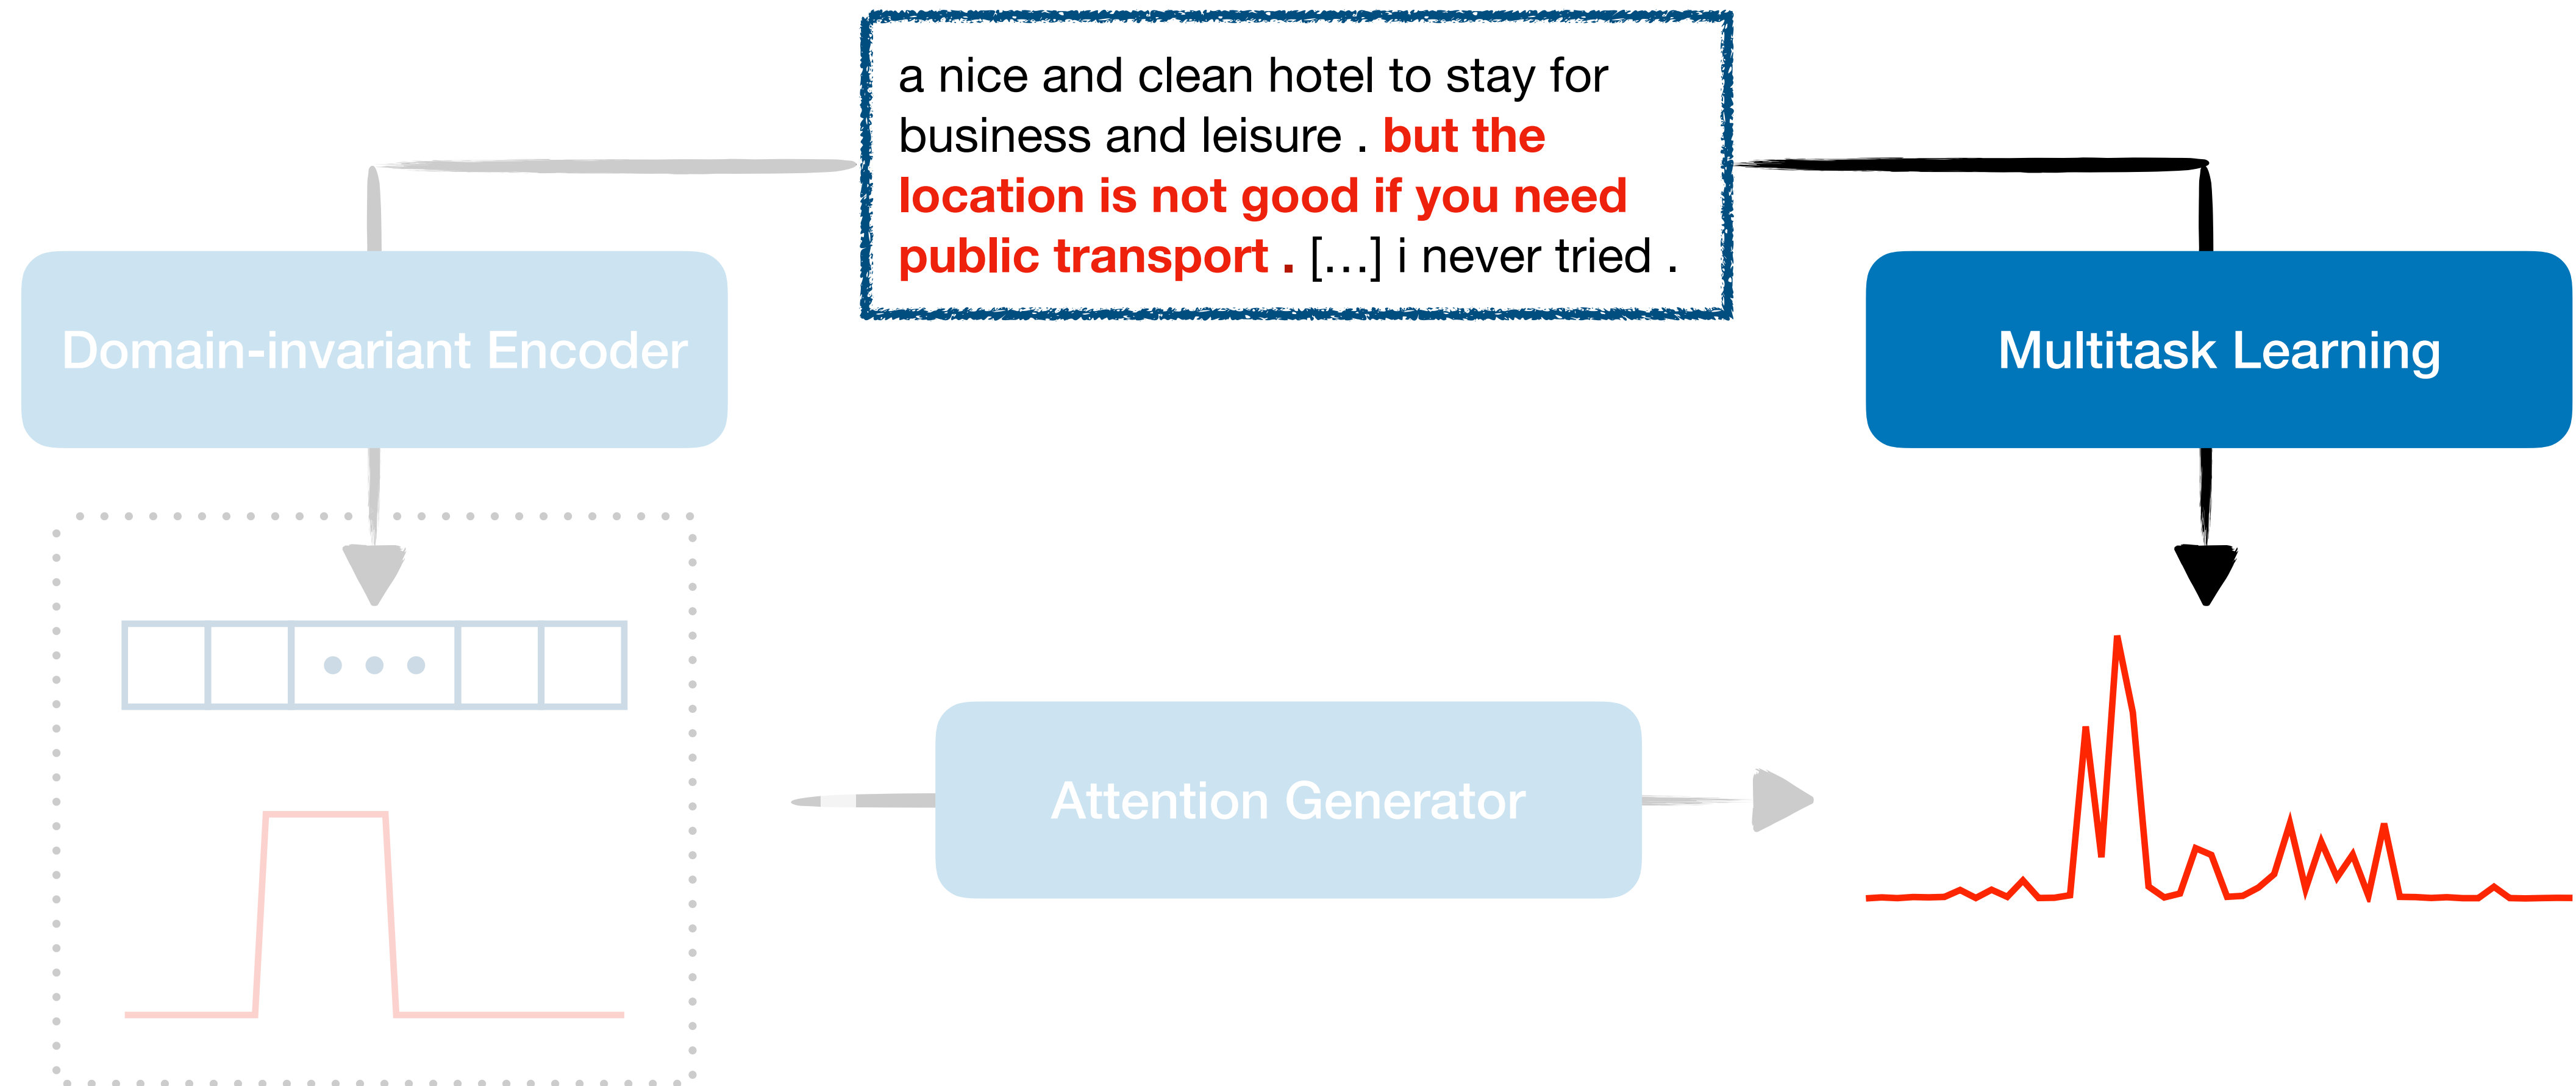 a nice and clean hotel to stay for
business and leisure . but the
location is not good if you need
public transport . […] i never tried .
Domain-invariant Encoder
Multitask Learning
Attention Generator